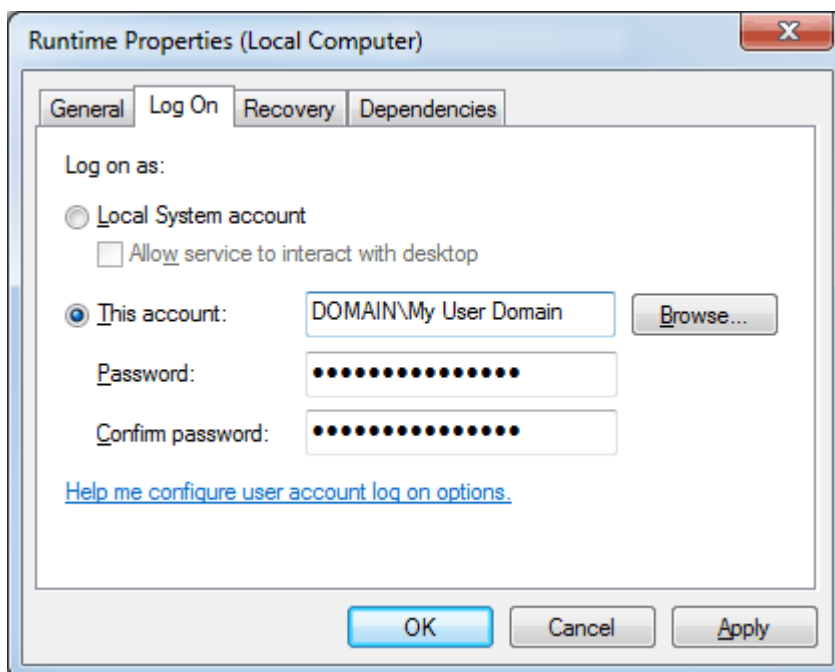 Runtime Properties (Local Computer)
General Log On Recovery Dependencies
Log on as:
Local System account
Allow service to interact with desktop
This account: DOMAIN\My User Domain Browse...
Password: •••••••••••••••
Confirm password: •••••••••••••••
Help me configure user account log on options.
OK Cancel Apply